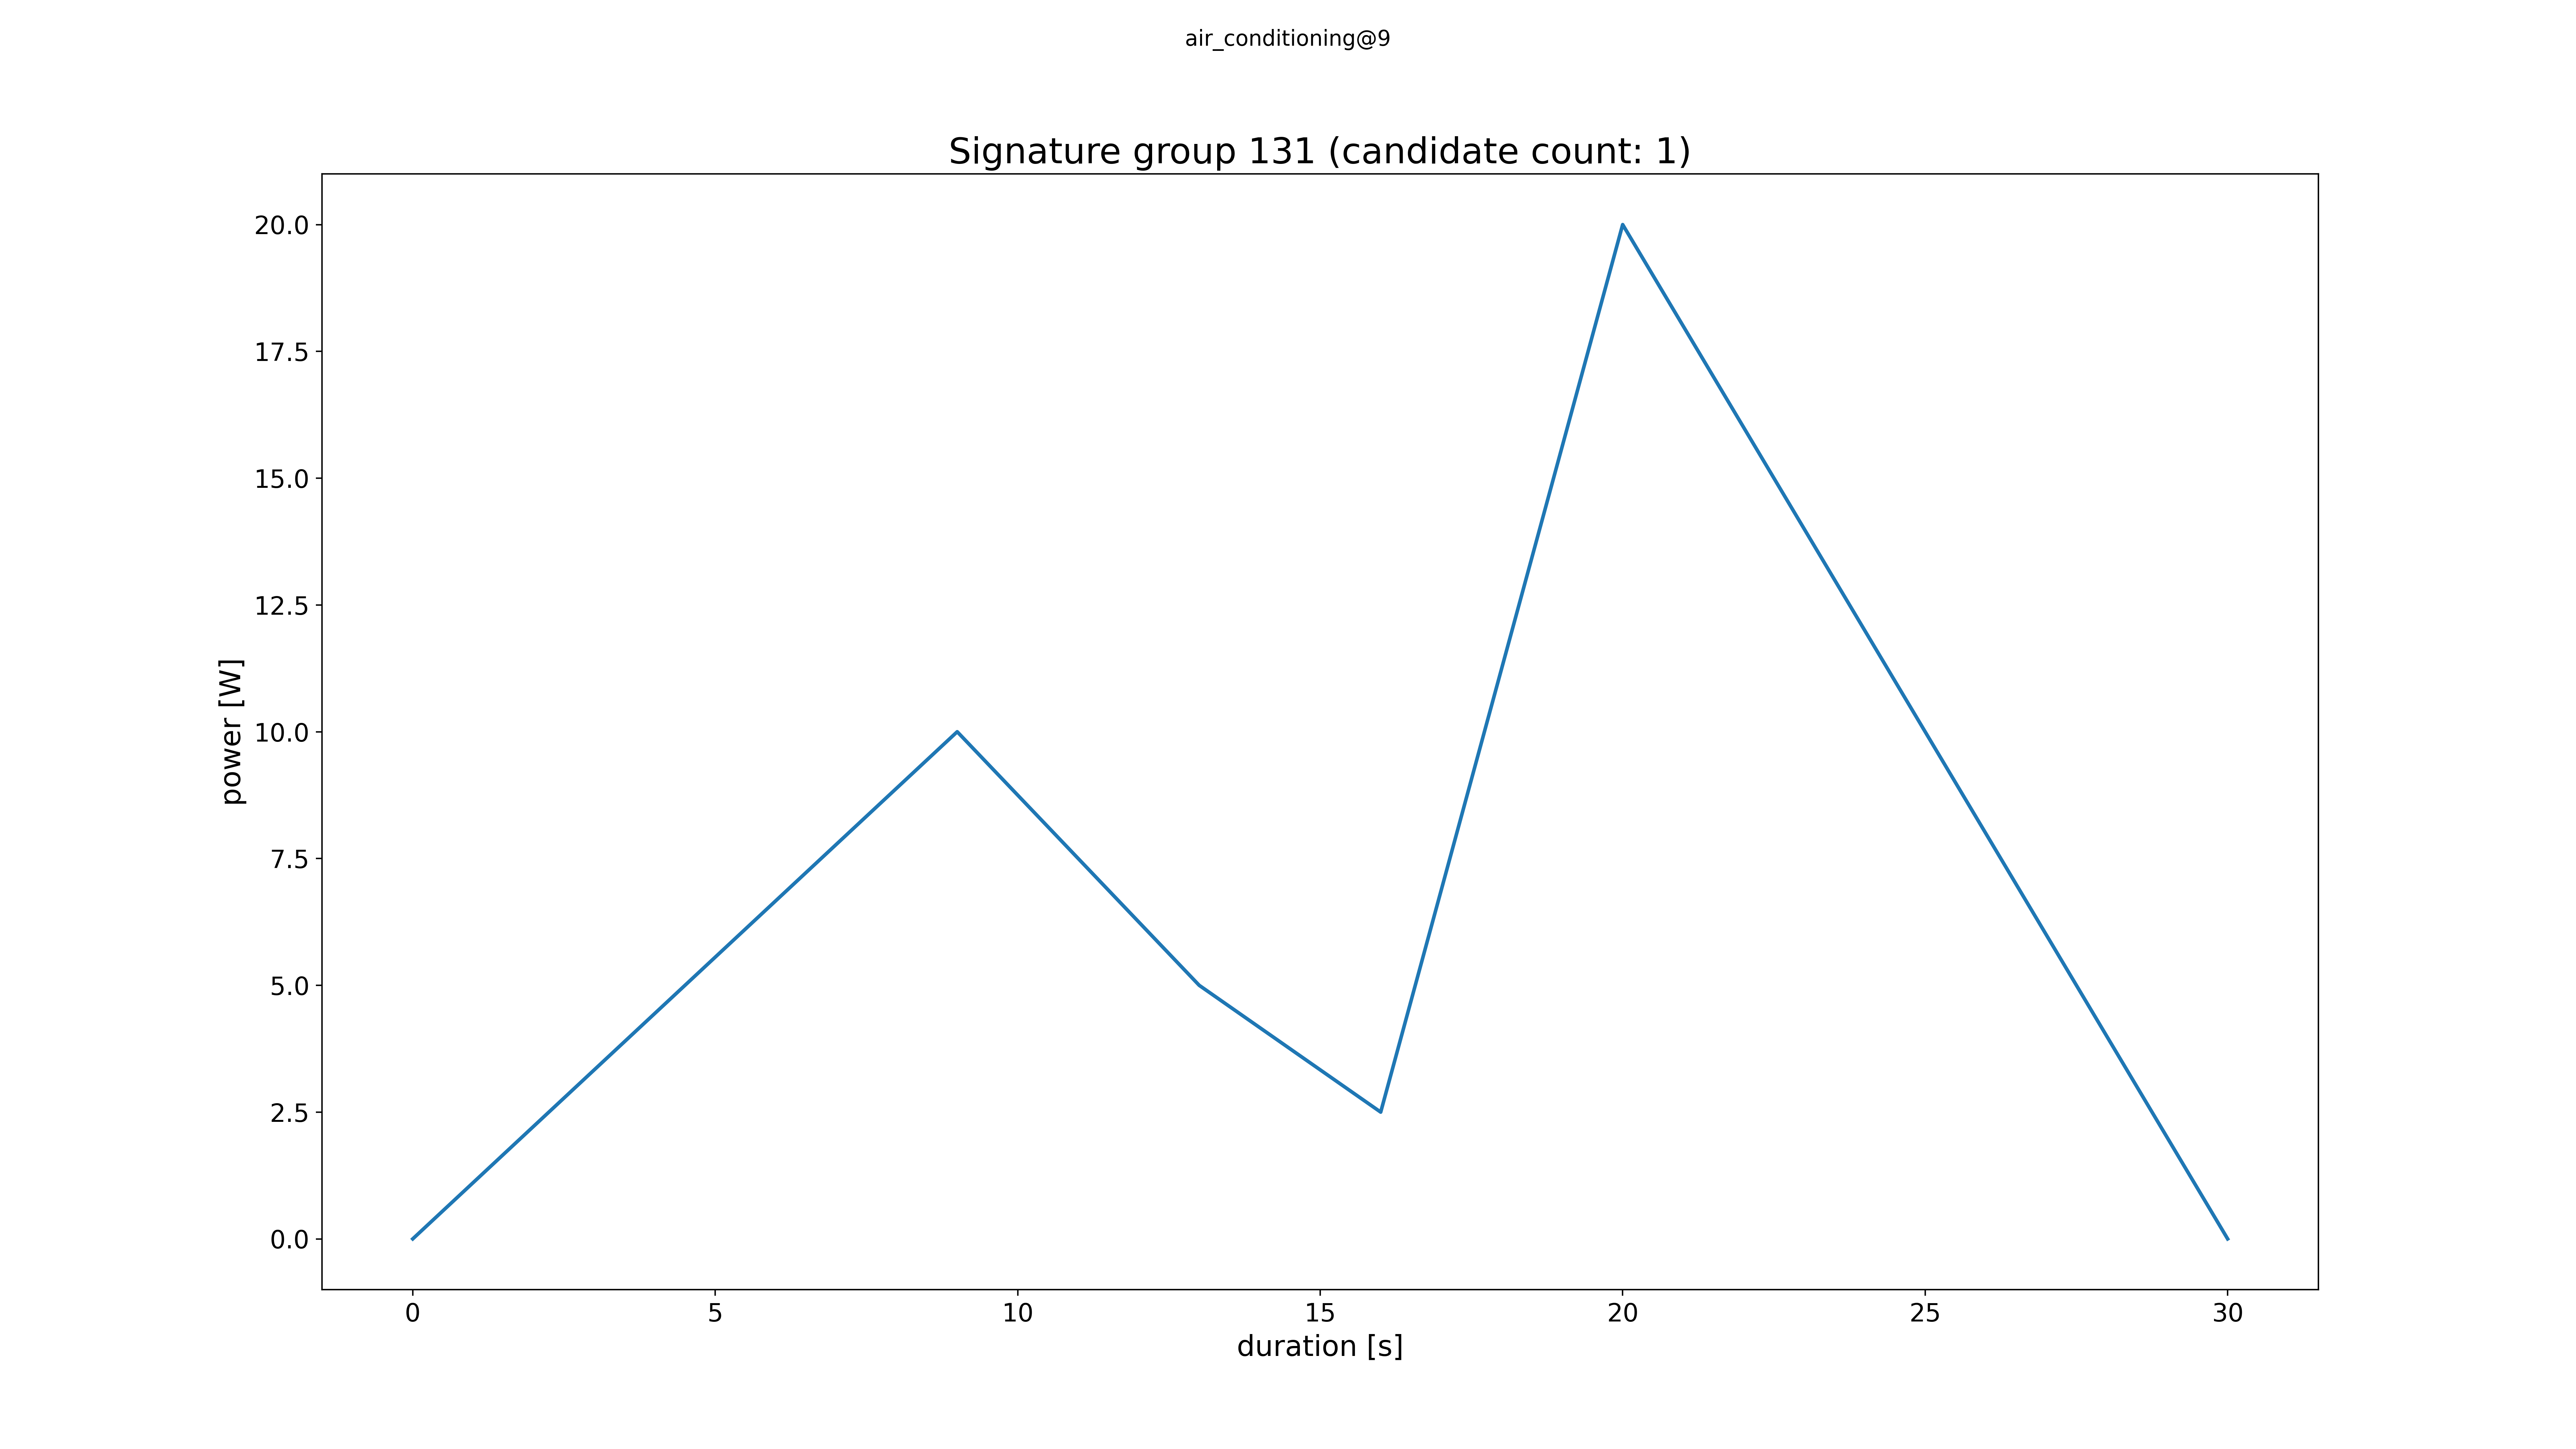 air_conditioning@9
Signature group 131 (candidate count: 1)
20.0
17.5
15.0
12.5
10.0
7.5
5.0
2.5
0.0
power [W]
0 5 10 15 20 25 30
duration [s]